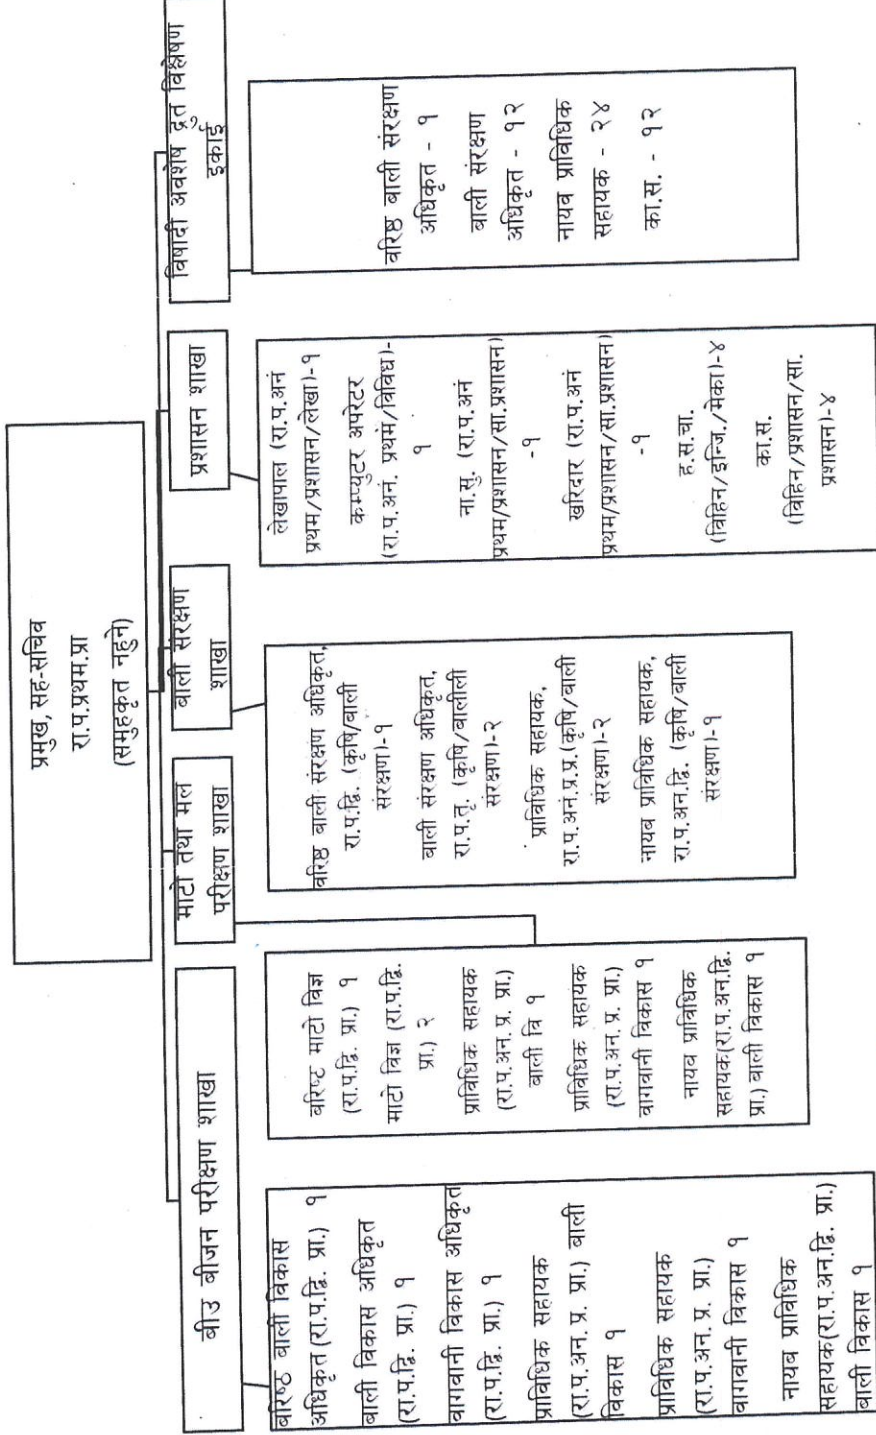 प्रमुख, सह-सचिव
रा.प.प्रथम.प्रा
(समुहकृत नहुने)
बीउ बीजन परीक्षण शाखा
बरिष्ठ बाली विकास
अधिकृत (रा.प.द्वि. प्रा.) १
बाली विकास अधिकृत
(रा.प.द्वि. प्रा.) १
वागवानी विकास अधिकृत
(रा.प.द्वि. प्रा.) १
प्राविधिक सहायक
(रा.प.अन. प्र. प्रा.) बाली
विकास १
प्राविधिक सहायक
(रा.प.अन. प्र. प्रा.)
वागवानी विकास १
नायब प्राविधिक
सहायक(रा.प.अन.द्वि. प्रा.)
बाली विकास १
माटो तथा मल
परीक्षण शाखा
बरिष्ट माटो विज्ञ
(रा.प.द्वि. प्रा.) १
माटो विज्ञ (रा.प.द्वि.
प्रा.) २
प्राविधिक सहायक
(रा.प.अन. प्र. प्रा.)
बाली वि १
प्राविधिक सहायक
(रा.प.अन. प्र. प्रा.)
वागवानी विकास १
नायब प्राविधिक
सहायक(रा.प.अन.द्वि.
प्रा.) बाली विकास १
बाली संरक्षण
शाखा
वरिष्ठ बाली संरक्षण अधिकृत,
रा.प.द्वि. (कृषि/बाली
संरक्षण)-१
बाली संरक्षण अधिकृत,
रा.प.तृ. (कृषि/बालीली
संरक्षण)-२
प्राविधिक सहायक,
रा.प.अनं.प्र.प्र.(कृषि/बाली
संरक्षण)-२
नायब प्राविधिक सहायक,
रा.प.अन.द्वि. (कृषि/बाली
संरक्षण)-१
प्रशासन शाखा
लेखापाल (रा.प.अनं
प्रथम/प्रशासन/लेखा)-१
कम्प्युटर अपरेटर
(रा.प.अनं. प्रथम/विविध)-
१
ना.सु. (रा.प.अनं
प्रथम/प्रशासन/सा.प्रशासन)
-१
खरिदार (रा.प.अनं
प्रथम/प्रशासन/सा.प्रशासन)
-१
ह.स.चा.
(विहिन/इन्जि./मेका)-४
का.स.
(विहिन/प्रशासन/सा.
प्रशासन)-४
विषादी अवशेष द्रुत विश्लेषण
इकाई
वरिष्ठ बाली संरक्षण
अधिकृत - १
बाली संरक्षण
अधिकृत - १२
नायव प्राविधिक
सहायक - २४
का.स. - १२